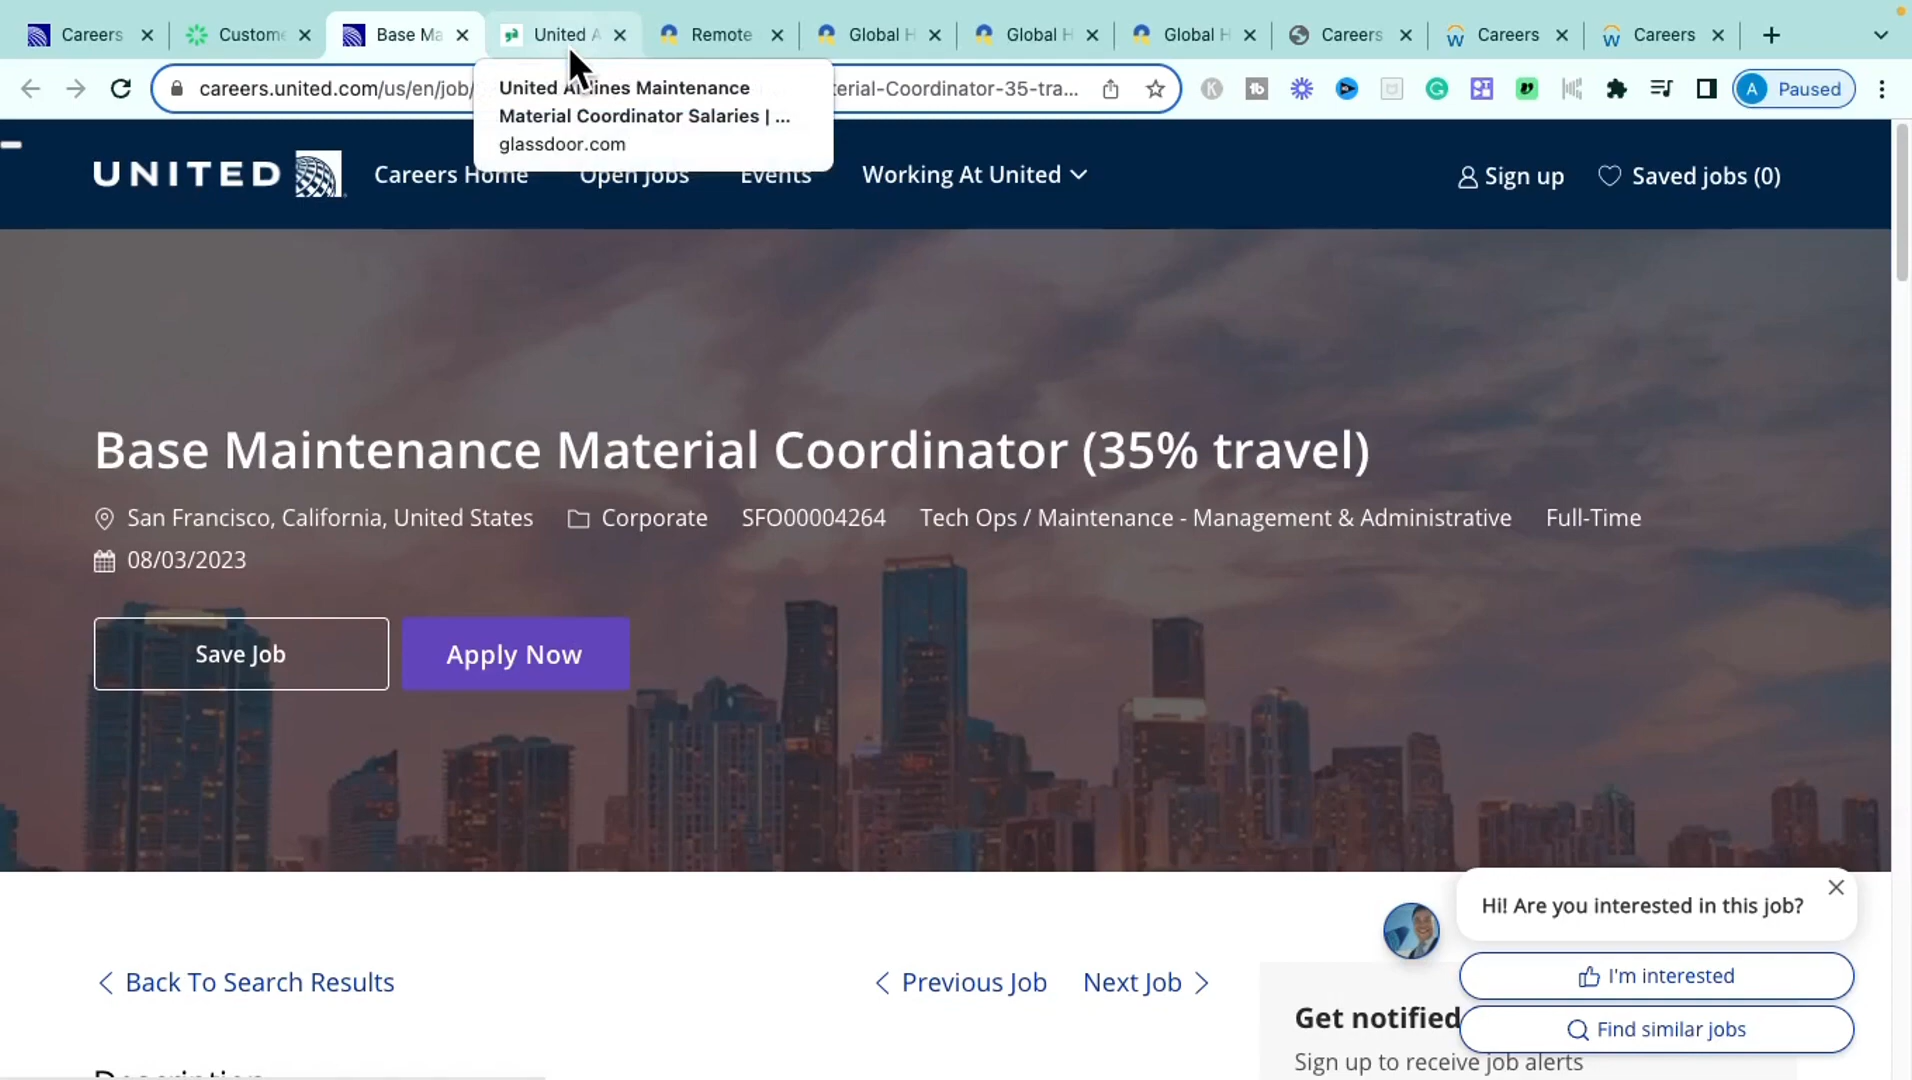 Careers
Custome
Base Ma
United A
Remote
Global H
Global H
Global H
Careers
Careers
Careers
careers.united.com/us/en/job/
terial-Coordinator-35-tra...
A Paused
United Airlines Maintenance
Material Coordinator Salaries | ...
glassdoor.com
UNITED
Careers Home
Open Jobs
Events
Working At United
Sign up
Saved jobs (0)
Base Maintenance Material Coordinator (35% travel)
San Francisco, California, United States
Corporate
SFO00004264
Tech Ops / Maintenance - Management & Administrative
Full-Time
08/03/2023
Save Job
Apply Now
Hi! Are you interested in this job?
I'm interested
Find similar jobs
Back To Search Results
Previous Job
Next Job
Get notified
Sign up to receive job alerts
Description